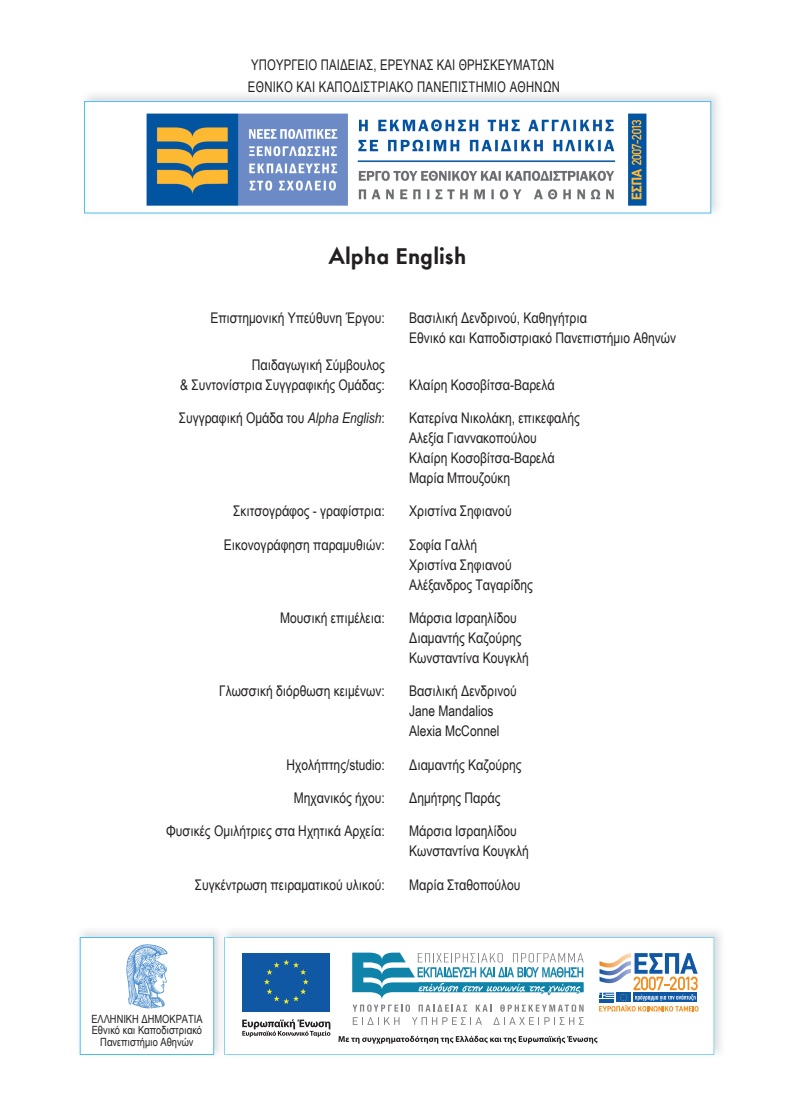 ΥΠΟΥΡΓΕΙΟ ΠΑΙΔΕΙΑΣ, ΕΡΕΥΝΑΣ ΚΑΙ ΘΡΗΣΚΕΥΜΑΤΩΝ
ΕΘΝΙΚΟ ΚΑΙ ΚΑΠΟΔΙΣΤΡΙΑΚΟ ΠΑΝΕΠΙΣΤΗΜΙΟ ΑΘΗΝΩΝ
ΝΕΕΣ ΠΟΛΙΤΙΚΕΣ
ΞΕΝΟΓΛΩΣΣΗΣ
ΕΚΠΑΙΔΕΥΣΗΣ
ΣΤΟ ΣΧΟΛΕΙΟ
Η ΕΚΜΑΘΗΣΗ ΤΗΣ ΑΓΓΛΙΚΗΣ
ΣΕ ΠΡΩΙΜΗ ΠΑΙΔΙΚΗ ΗΛΙΚΙΑ
ΕΡΓΟ ΤΟΥ ΕΘΝΙΚΟΥ ΚΑΙ ΚΑΠΟΔΙΣΤΡΙΑΚΟΥ
ΠΑΝΕΠΙΣΤΗΜΙΟΥ ΑΘΗΝΩΝ
ΕΣΠΑ 2007-2013
Alpha English
Επιστημονική Υπεύθυνη Έργου: Βασιλική Δενδρινού, Καθηγήτρια
Εθνικό και Καποδιστριακό Πανεπιστήμιο Αθηνών
Παιδαγωγική Σύμβουλος
& Συντονίστρια Συγγραφικής Ομάδας: Κλαίρη Κοσοβίτσα-Βαρελά
Συγγραφική Ομάδα του Alpha English: Κατερίνα Νικολάκη, επικεφαλής
Αλεξία Γιαννακοπούλου
Κλαίρη Κοσοβίτσα-Βαρελά
Μαρία Μπουζούκη
Σκιτσογράφος - γραφίστρια: Χριστίνα Σηφιανού
Εικονογράφηση παραμυθιών: Σοφία Γαλλή
Χριστίνα Σηφιανού
Αλέξανδρος Ταγαρίδης
Μουσική επιμέλεια: Μάρσια Ισραηλίδου
Διαμαντής Καζούρης
Κωνσταντίνα Κουγκλή
Γλωσσική διόρθωση κειμένων: Βασιλική Δενδρινού
Jane Mandalios
Alexia McConnel
Ηχολήπτης/studio: Διαμαντής Καζούρης
Μηχανικός ήχου: Δημήτρης Παράς
Φυσικές Ομιλήτριες στα Ηχητικά Αρχεία: Μάρσια Ισραηλίδου
Κωνσταντίνα Κουγκλή
Συγκέντρωση πειραματικού υλικού: Μαρία Σταθοπούλου
ΕΛΛΗΝΙΚΗ ΔΗΜΟΚΡΑΤΙΑ
Εθνικό και Καποδιστριακό
Πανεπιστήμιο Αθηνών
Ευρωπαϊκή Ένωση
Ευρωπαϊκό Κοινωνικό Ταμείο
ΕΠΙΧΕΙΡΗΣΙΑΚΟ ΠΡΟΓΡΑΜΜΑ
ΕΚΠΑΙΔΕΥΣΗ ΚΑΙ ΔΙΑ ΒΙΟΥ ΜΑΘΗΣΗ
επένδυση στην κοινωνία της γνώσης
ΥΠΟΥΡΓΕΙΟ ΠΑΙΔΕΙΑΣ ΚΑΙ ΘΡΗΣΚΕΥΜΑΤΩΝ
ΕΙΔΙΚΗ ΥΠΗΡΕΣΙΑ ΔΙΑΧΕΙΡΙΣΗΣ
Με τη συγχρηματοδότηση της Ελλάδας και της Ευρωπαϊκής Ένωσης
ΕΣΠΑ
2007-2013
πρόγραμμα για την ανάπτυξη
ΕΥΡΩΠΑΪΚΟ ΚΟΙΝΩΝΙΚΟ ΤΑΜΕΙΟ